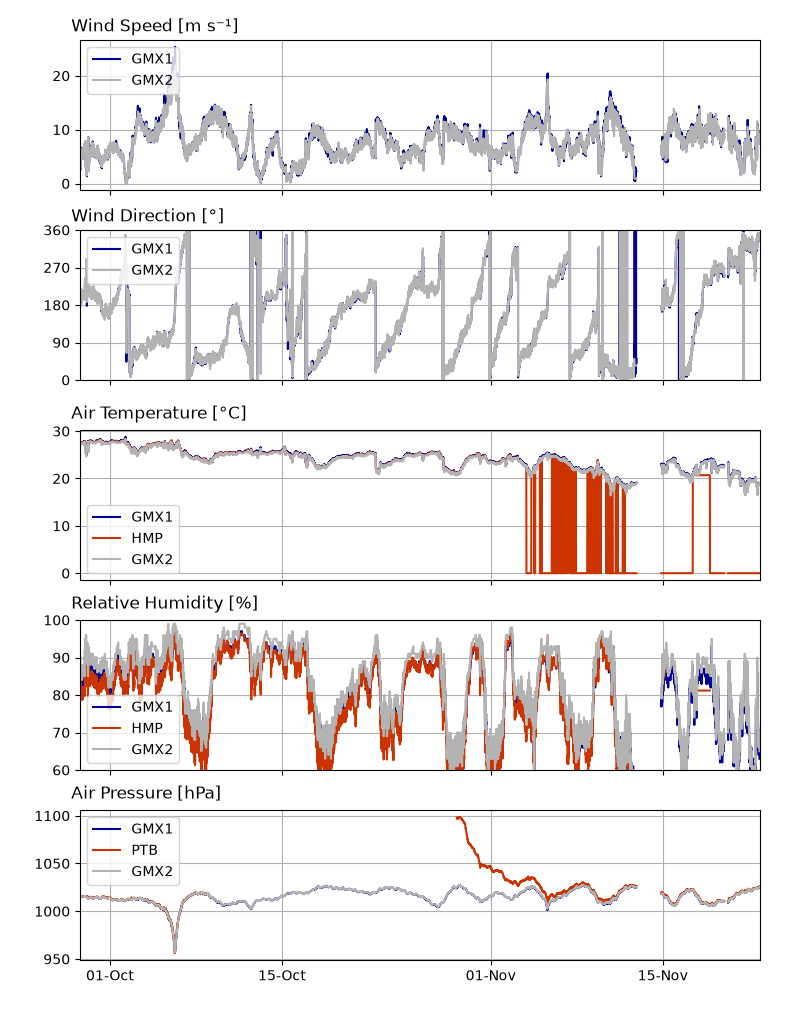 Wind Speed [m s⁻¹]
GMX1
GMX2
20
10
0
Wind Direction [°]
GMX1
GMX2
360
270
180
90
0
Air Temperature [°C]
30
20
10
0
GMX1
HMP
GMX2
Relative Humidity [%]
100
90
80
70
60
GMX1
HMP
GMX2
Air Pressure [hPa]
GMX1
PTB
GMX2
1100
1050
1000
950
01-Oct 15-Oct 01-Nov 15-Nov